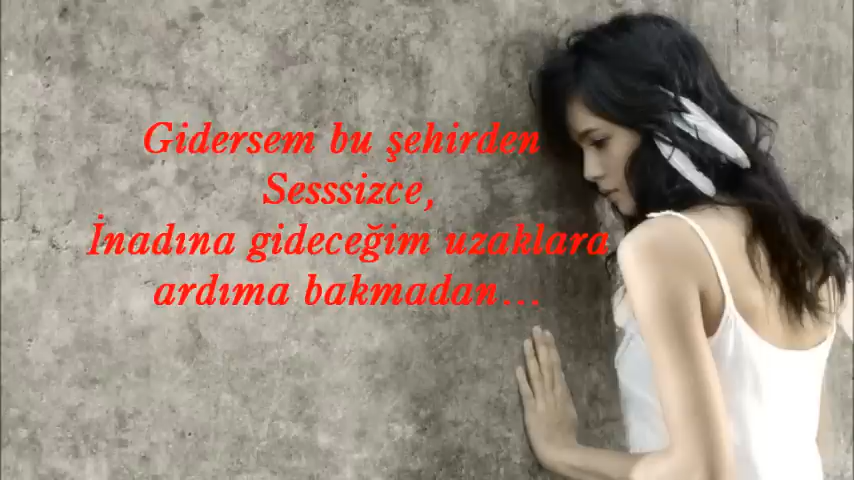 Gidersem bu şehirden
Sesssizce,
İnadına gideceğim uzaklara
ardıma bakmadan...